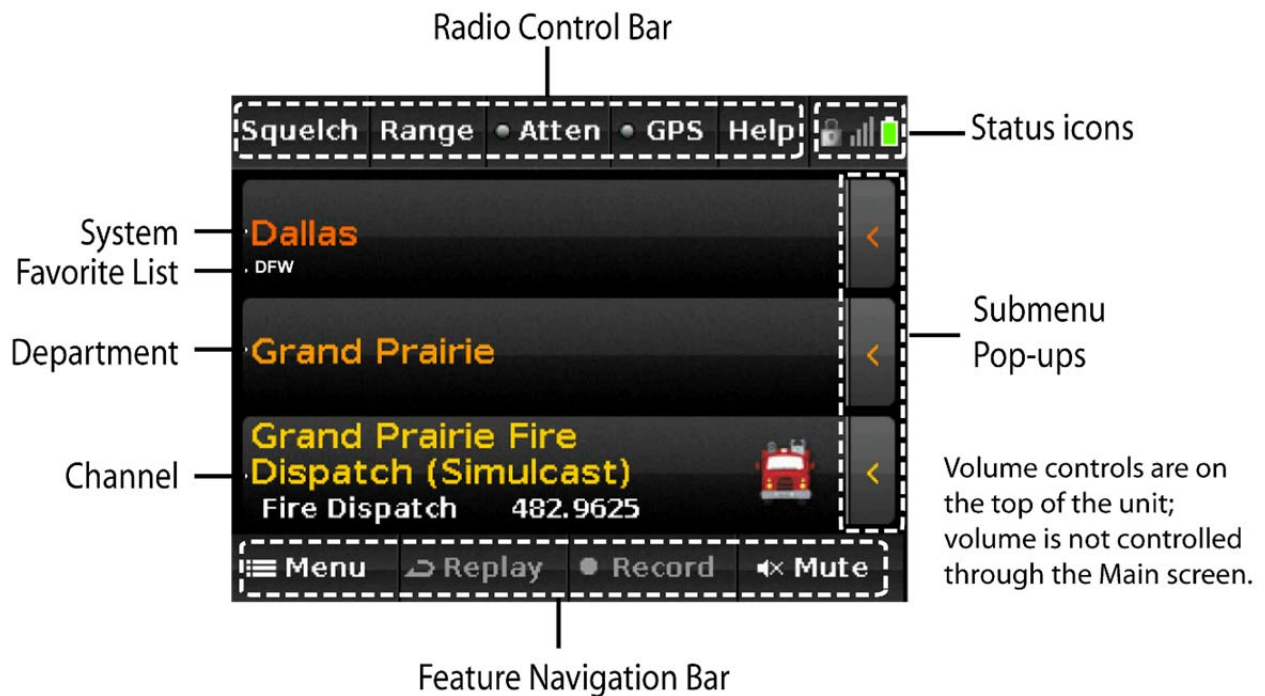 Radio Control Bar
Squelch Range Atten GPS Help
Status icons
System
Dallas
Favorite List
DFW
Submenu
Pop-ups
Department
Grand Prairie
Channel
Grand Prairie Fire
Dispatch (Simulcast)
Fire Dispatch 482.9625
Volume controls are on
the top of the unit;
volume is not controlled
through the Main screen.
Menu Replay Record Mute
Feature Navigation Bar